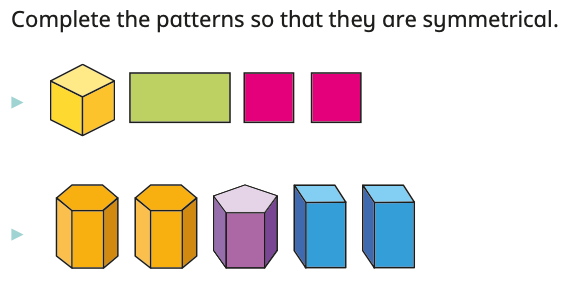 Complete the patterns so that they are symmetrical.